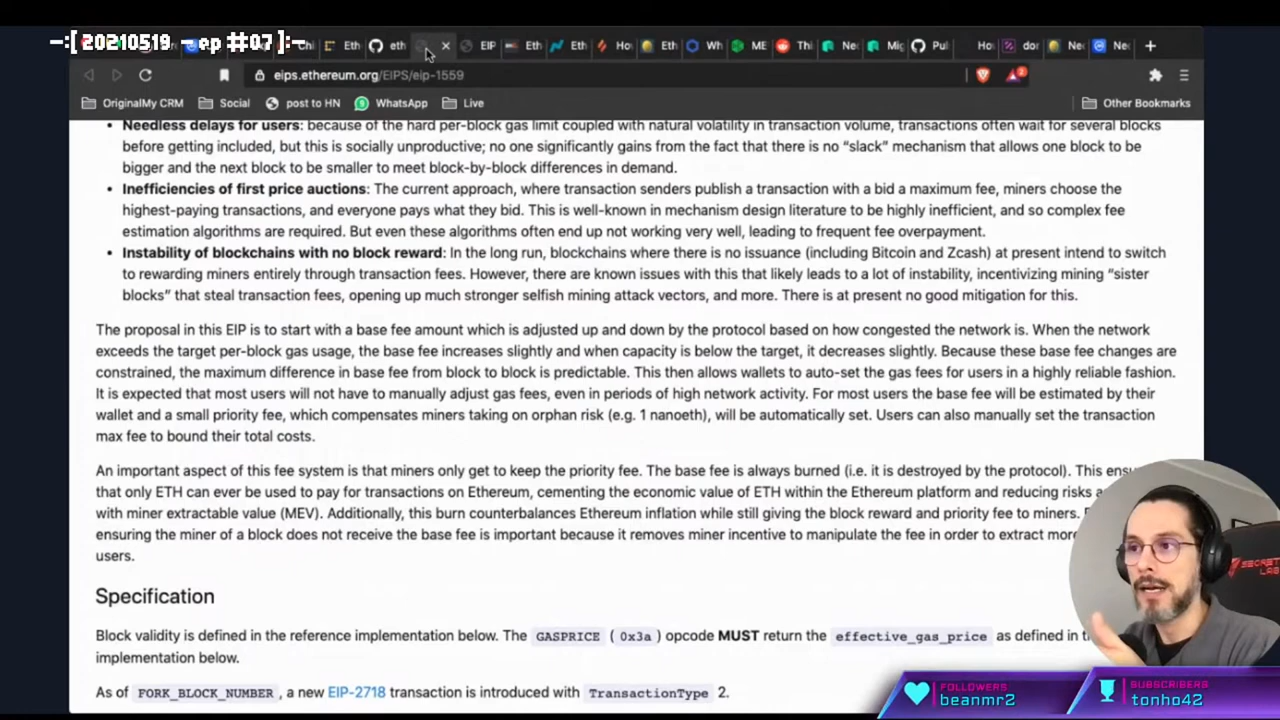 -:[ 20210519 - ep #07]:-
Eth
eth
EIP
Eth
Eth
Ho
Eth
Wh
ME
Thi
Ne
Mig
Pul
Ho
dor
Ne
Ne
eips.ethereum.org/EIPS/eip-1559
2
OriginalMy CRM
Social
post to HN
WhatsApp
Live
Other Bookmarks
Needless delays for users: because of the hard per-block gas limit coupled with natural volatility in transaction volume, transactions often wait for several blocks
before getting included, but this is socially unproductive; no one significantly gains from the fact that there is no “slack” mechanism that allows one block to be
bigger and the next block to be smaller to meet block-by-block differences in demand.
Inefficiencies of first price auctions: The current approach, where transaction senders publish a transaction with a bid a maximum fee, miners choose the
highest-paying transactions, and everyone pays what they bid. This is well-known in mechanism design literature to be highly inefficient, and so complex fee
estimation algorithms are required. But even these algorithms often end up not working very well, leading to frequent fee overpayment.
Instability of blockchains with no block reward: In the long run, blockchains where there is no issuance (including Bitcoin and Zcash) at present intend to switch
to rewarding miners entirely through transaction fees. However, there are known issues with this that likely leads to a lot of instability, incentivizing mining “sister
blocks” that steal transaction fees, opening up much stronger selfish mining attack vectors, and more. There is at present no good mitigation for this.
The proposal in this EIP is to start with a base fee amount which is adjusted up and down by the protocol based on how congested the network is. When the network
exceeds the target per-block gas usage, the base fee increases slightly and when capacity is below the target, it decreases slightly. Because these base fee changes are
constrained, the maximum difference in base fee from block to block is predictable. This then allows wallets to auto-set the gas fees for users in a highly reliable fashion.
It is expected that most users will not have to manually adjust gas fees, even in periods of high network activity. For most users the base fee will be estimated by their
wallet and a small priority fee, which compensates miners taking on orphan risk (e.g. 1 nanoeth), will be automatically set. Users can also manually set the transaction
max fee to bound their total costs.
An important aspect of this fee system is that miners only get to keep the priority fee. The base fee is always burned (i.e. it is destroyed by the protocol). This ensu
that only ETH can ever be used to pay for transactions on Ethereum, cementing the economic value of ETH within the Ethereum platform and reducing risks a
with miner extractable value (MEV). Additionally, this burn counterbalances Ethereum inflation while still giving the block reward and priority fee to miners.
ensuring the miner of a block does not receive the base fee is important because it removes miner incentive to manipulate the fee in order to extract more
users.
Specification
Block validity is defined in the reference implementation below. The GASPRICE (0x3a) opcode MUST return the effective_gas_price as defined in t
implementation below.
As of FORK_BLOCK_NUMBER, a new EIP-2718 transaction is introduced with TransactionType 2.
SECRET
LAB
FOLLOWERS
beanmr2
SUBSCRIBERS
tonho42